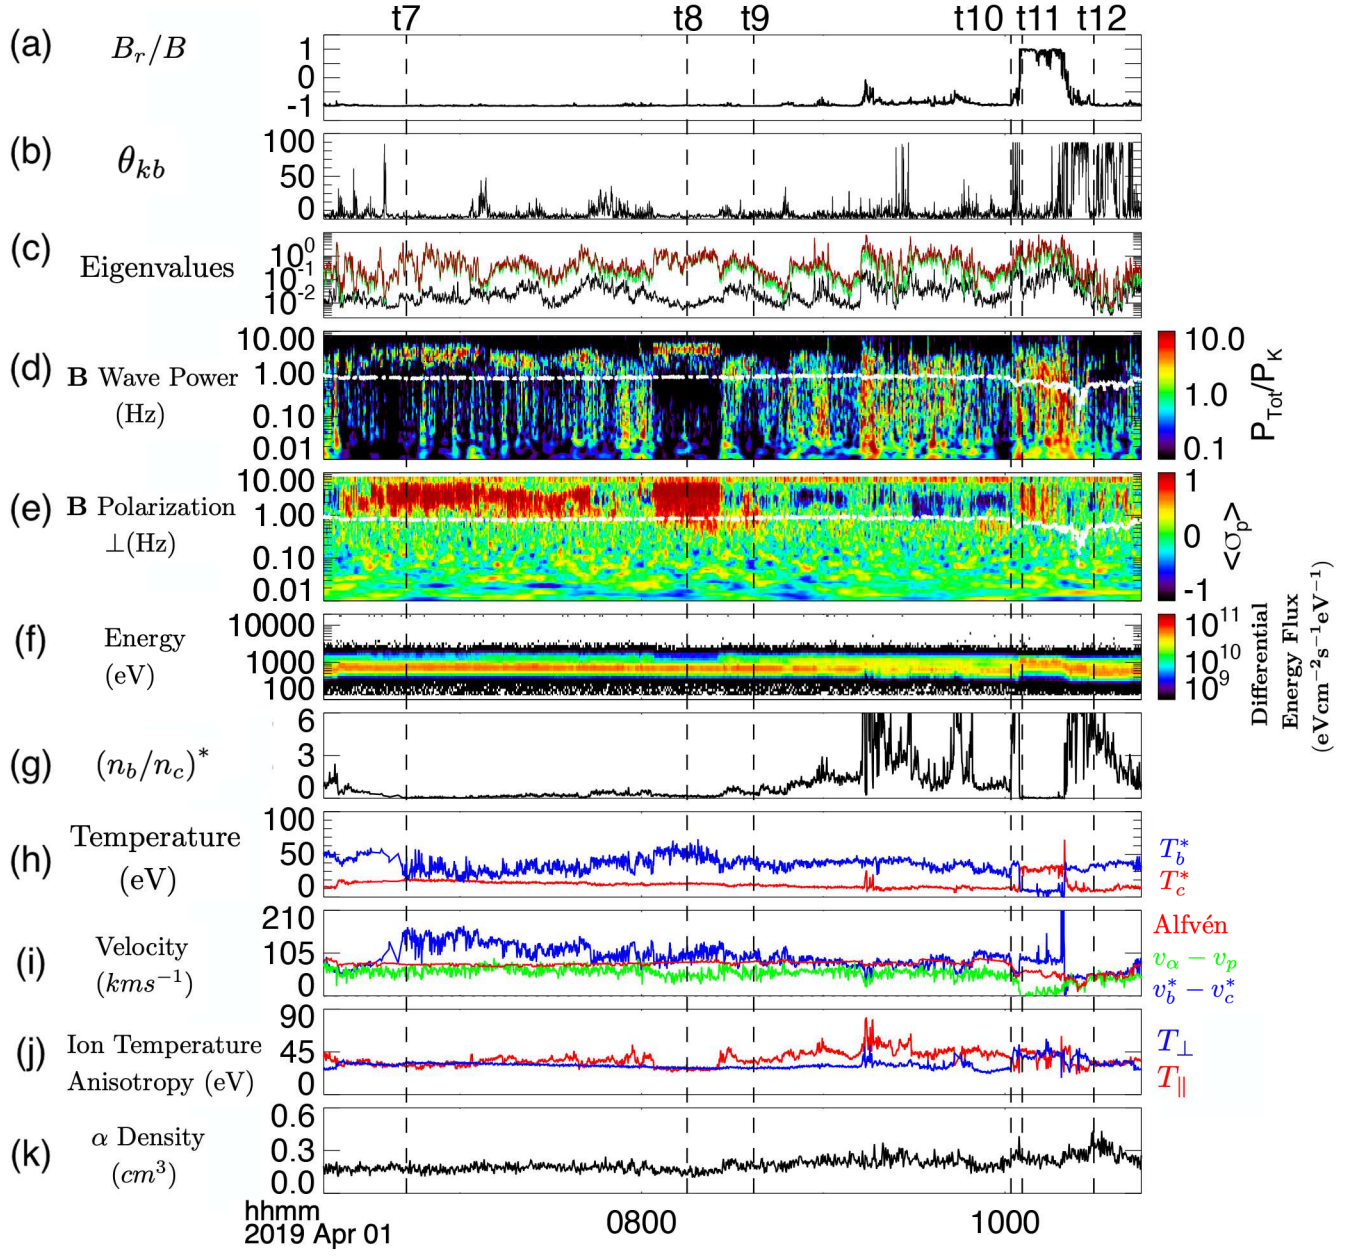 t7 t8 t9 t10 t11 t12
(a) B_r/B 1 0 -1
(b) θ_kb 100 50 0
(c) Eigenvalues 10^0 10^-1 10^-2
(d) B Wave Power (Hz) 10.00 1.00 0.10 0.01
10.0 1.0 0.1 P_Tot/P_K
(e) B Polarization ⊥(Hz) 10.00 1.00 0.10 0.01
1 0 -1 <σ_p>
(f) Energy (eV) 10000 1000 100
10^11 10^10 10^9
Differential
Energy Flux
(eVcm^-2s^-1eV^-1)
(g) (n_b/n_c)^* 6 3 0
(h) Temperature (eV) 100 50 0
T_b^*
T_c^*
(i) Velocity (kms^-1) 210 105 0
Alfvén
v_α − v_p
v_b^* − v_c^*
(j) Ion Temperature Anisotropy (eV) 90 45 0
T_⊥
T_∥
(k) α Density (cm^3) 0.6 0.3 0.0
hhmm
2019 Apr 01 0800 1000